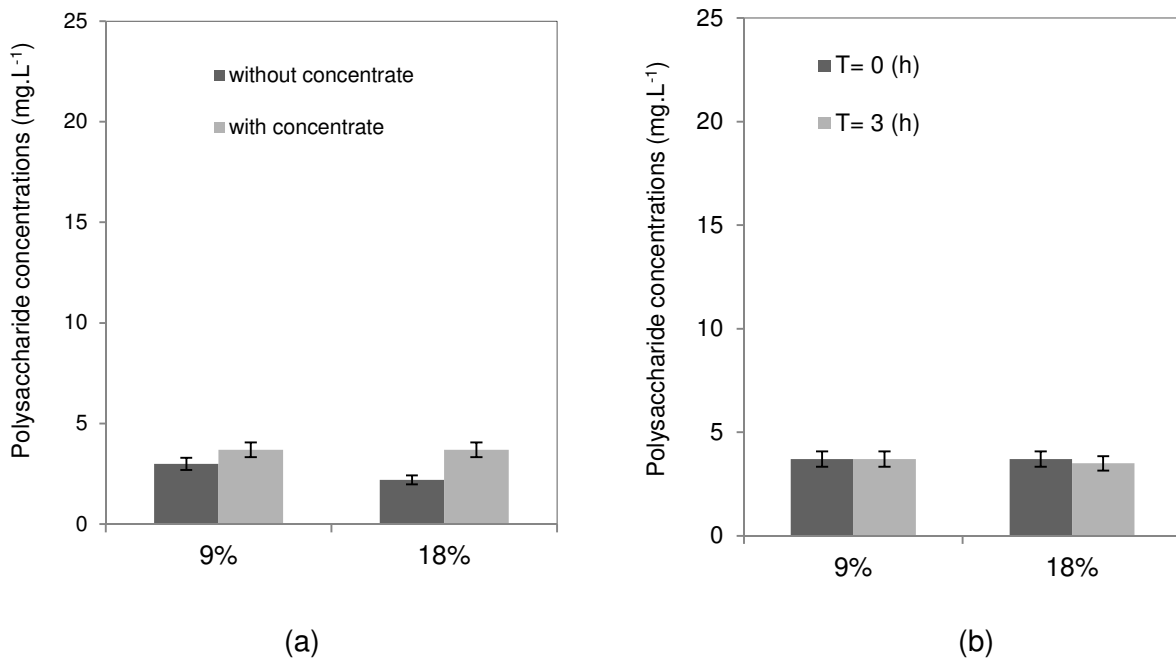 Polysaccharide concentrations (mg.L-1)
25
20
15
10
5
0
without concentrate
with concentrate
9%
18%
(a)
Polysaccharide concentrations (mg.L-1)
25
20
15
10
5
0
T= 0 (h)
T= 3 (h)
9%
18%
(b)